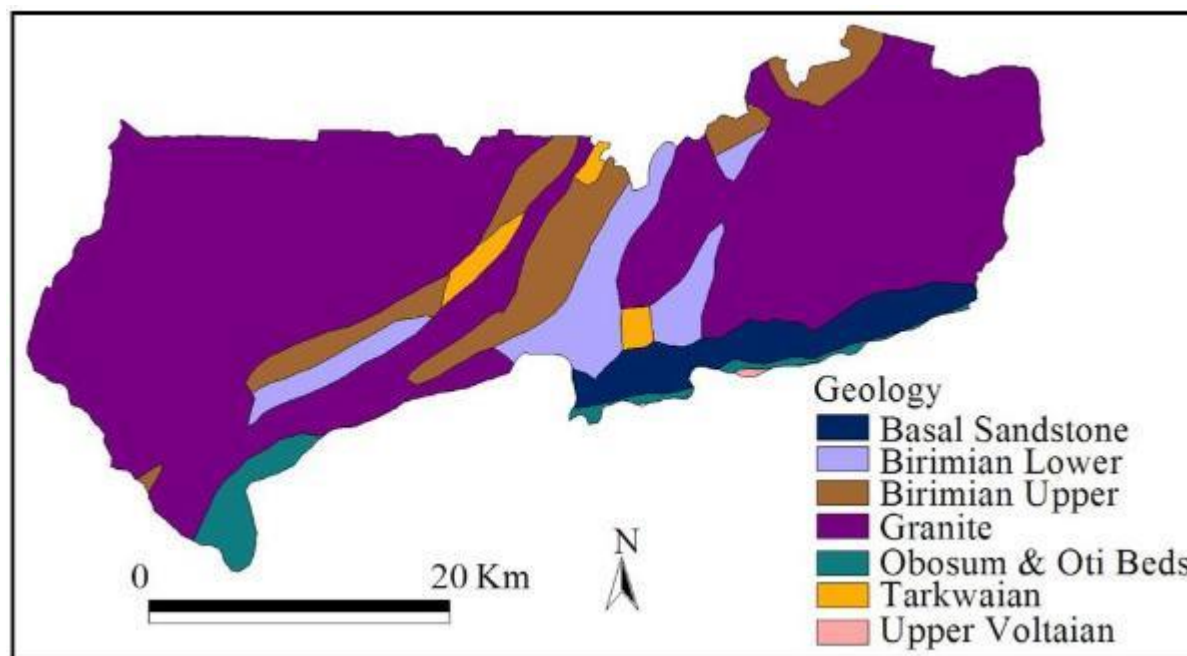 Geology
Basal Sandstone
Birimian Lower
Birimian Upper
Granite
Obosum & Oti Beds
Tarkwaian
Upper Voltaian
N
0 20 Km